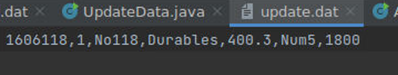 .dat
UpdateData.java
update.dat
1606118,1,No118,Durables,400.3,Num5,1800